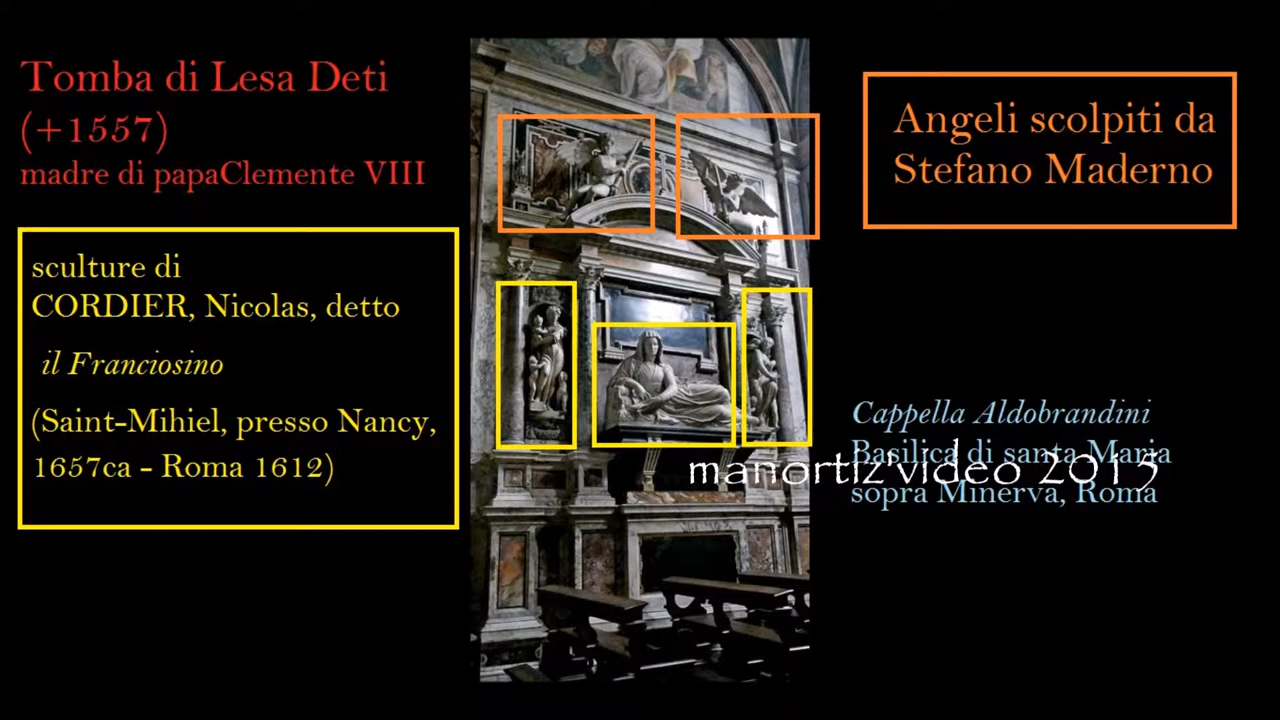 Tomba di Lesa Deti
(+1557)
madre di papaClemente VIII
sculture di
CORDIER, Nicolas, detto
il Franciosino
(Saint-Mihiel, presso Nancy,
1657ca - Roma 1612)
Angeli scolpiti da
Stefano Maderno
Cappella Aldobrandini
Basilica di santa Maria
sopra Minerva, Roma
manortiz'video 2015